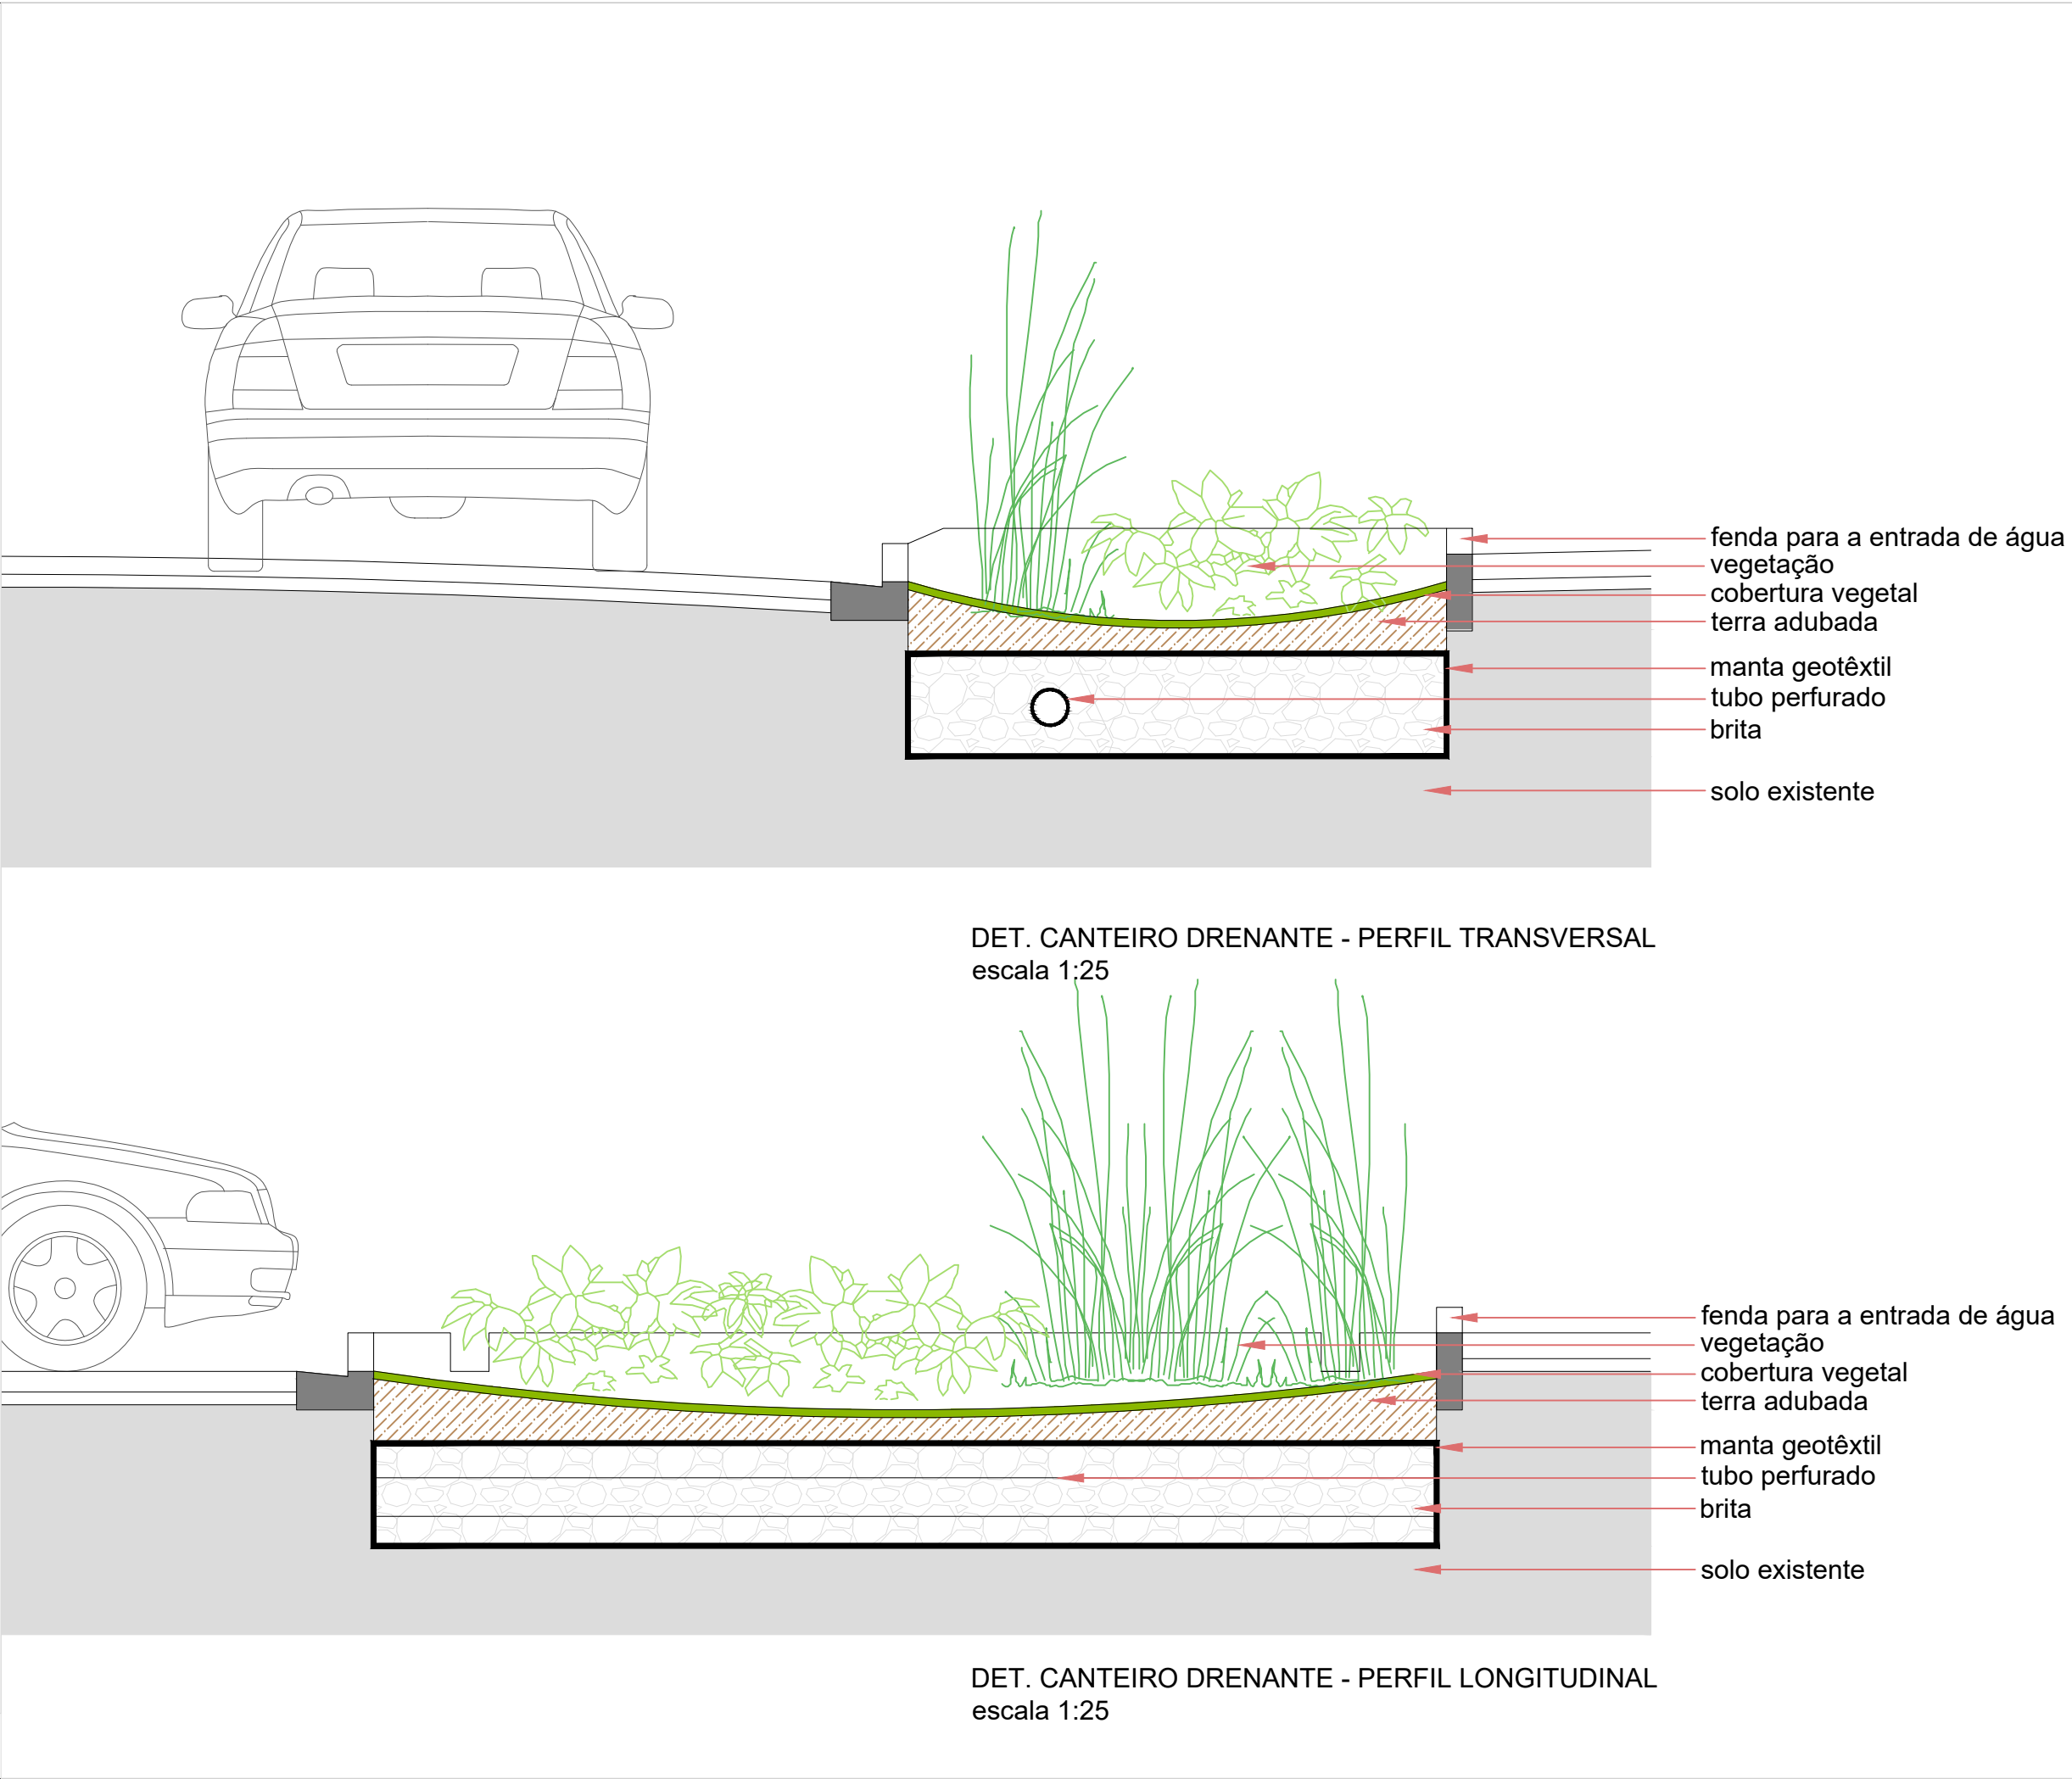 fenda para a entrada de água
vegetação
cobertura vegetal
terra adubada
manta geotêxtil
tubo perfurado
brita
solo existente
DET. CANTEIRO DRENANTE - PERFIL TRANSVERSAL
escala 1:25
fenda para a entrada de água
vegetação
cobertura vegetal
terra adubada
manta geotêxtil
tubo perfurado
brita
solo existente
DET. CANTEIRO DRENANTE - PERFIL LONGITUDINAL
escala 1:25